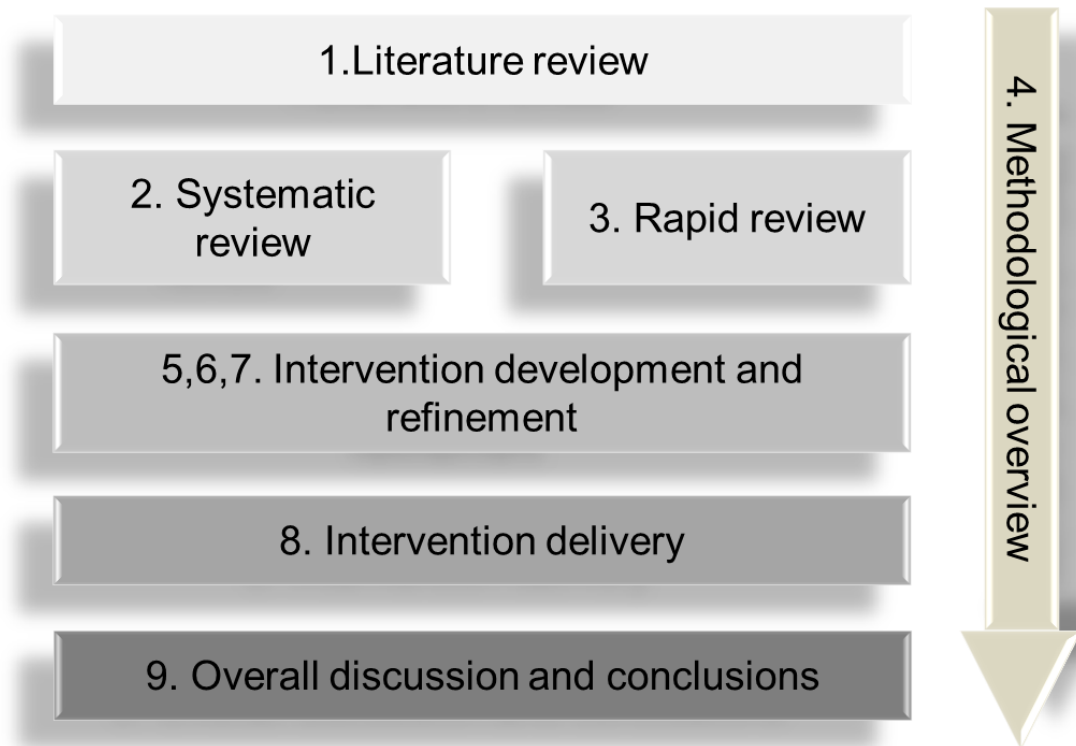 1.Literature review
2. Systematic
review
3. Rapid review
4. Methodological overview
5,6,7. Intervention development and
refinement
8. Intervention delivery
9. Overall discussion and conclusions